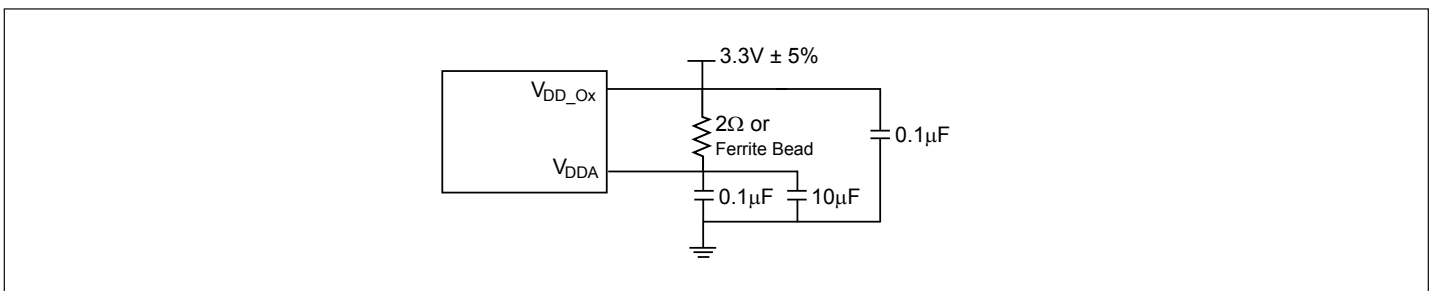 3.3V ± 5%
VDD_Ox
2Ω or
Ferrite Bead
0.1µF
VDDA
0.1µF
10µF